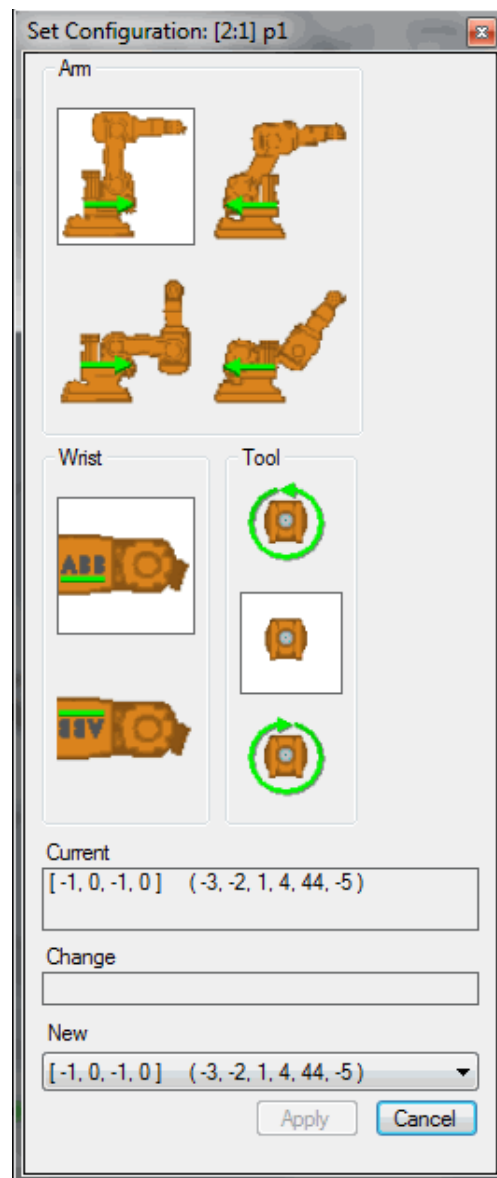 Set Configuration: [2:1] p1
Arm
Wrist
Tool
ABB
ABB
Current
[ -1, 0, -1, 0 ] ( -3, -2, 1, 4, 44, -5 )
Change
New
[ -1, 0, -1, 0 ] ( -3, -2, 1, 4, 44, -5 )
Apply
Cancel